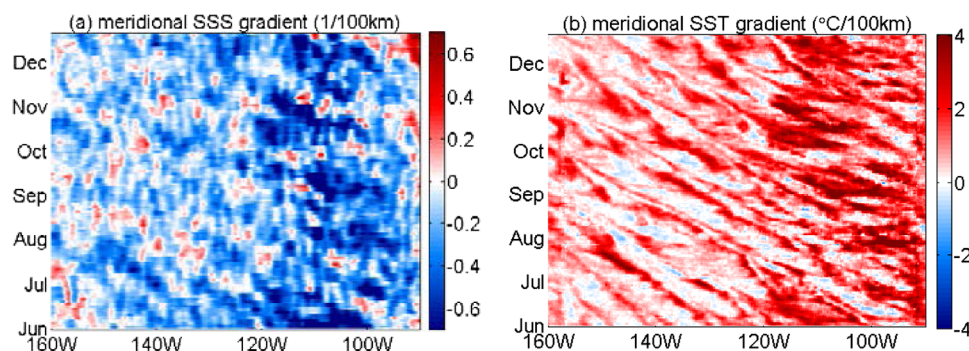 (a) meridional SSS gradient (1/100km)
Dec
Nov
Oct
Sep
Aug
Jul
Jun
160W 140W 120W 100W
0.6
0.4
0.2
0
-0.2
-0.4
-0.6
(b) meridional SST gradient (°C/100km)
Dec
Nov
Oct
Sep
Aug
Jul
Jun
160W 140W 120W 100W
4
2
0
-2
-4